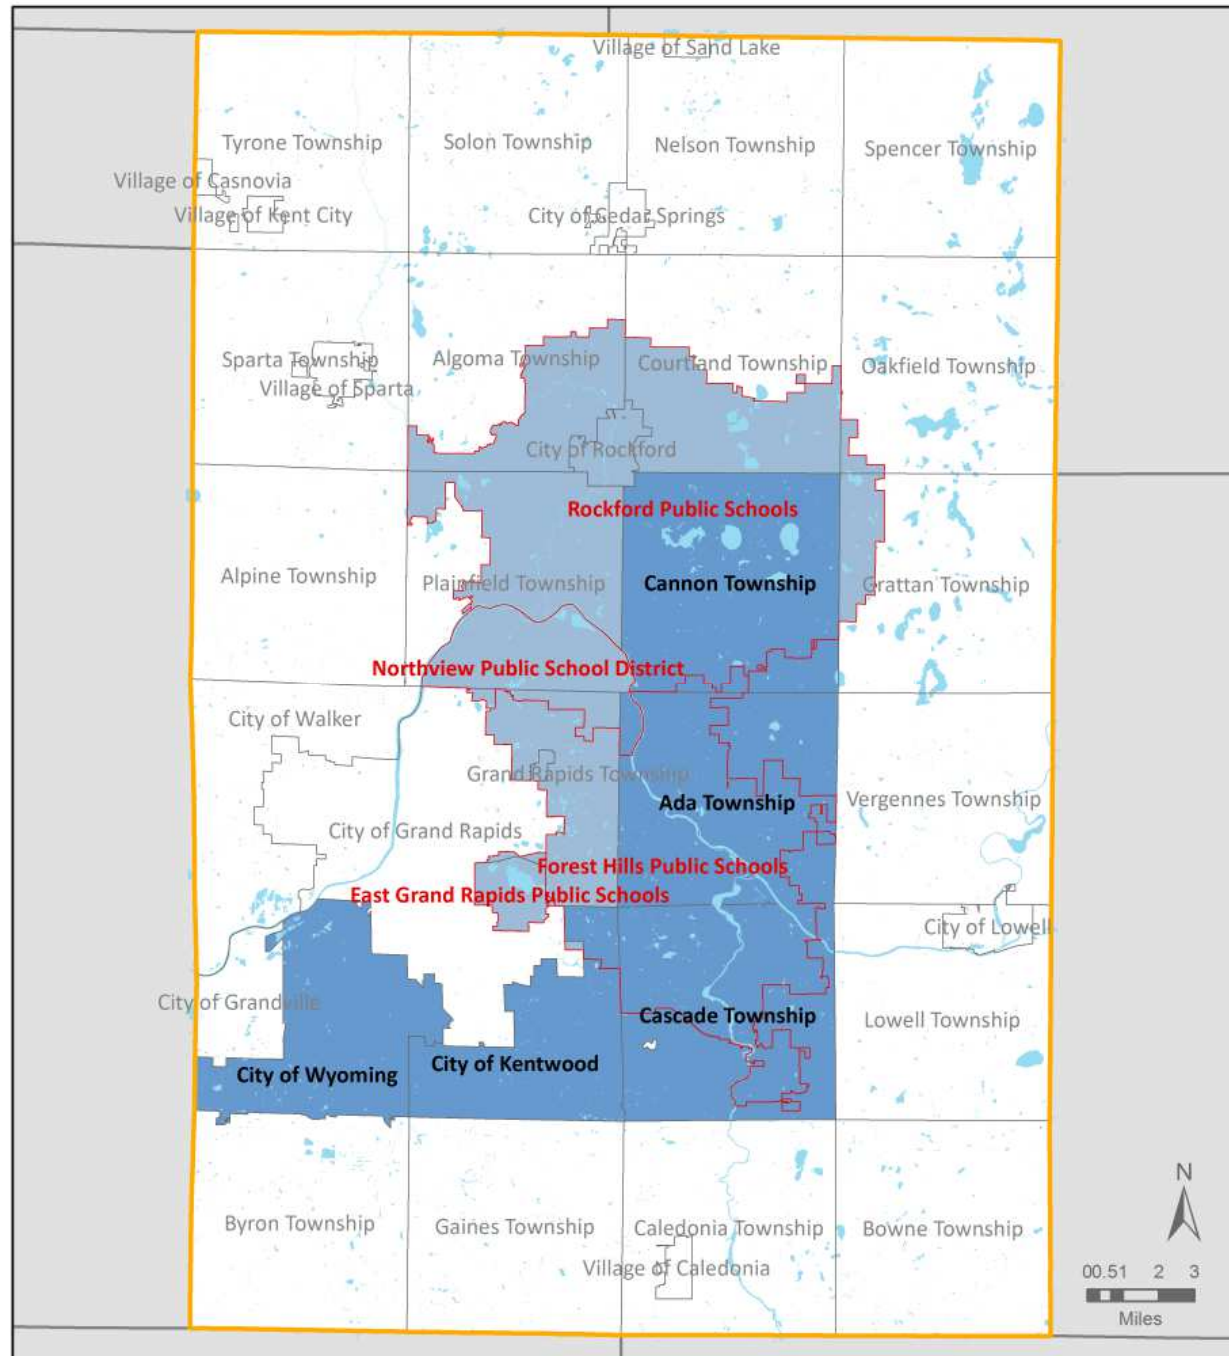 Village of Sand Lake
Tyrone Township
Solon Township
Nelson Township
Spencer Township
Village of Casnovia
Village of Kent City
City of Cedar Springs
Sparta Township
Algoma Township
Courtland Township
Oakfield Township
Village of Sparta
City of Rockford
Rockford Public Schools
Alpine Township
Plainfield Township
Cannon Township
Grattan Township
Northview Public School District
City of Walker
Grand Rapids Township
Ada Township
Vergennes Township
City of Grand Rapids
Forest Hills Public Schools
East Grand Rapids Public Schools
City of Lowell
City of Grandville
Cascade Township
Lowell Township
City of Wyoming
City of Kentwood
Byron Township
Gaines Township
Caledonia Township
Bowne Township
Village of Caledonia
N
00.51 2 3
Miles